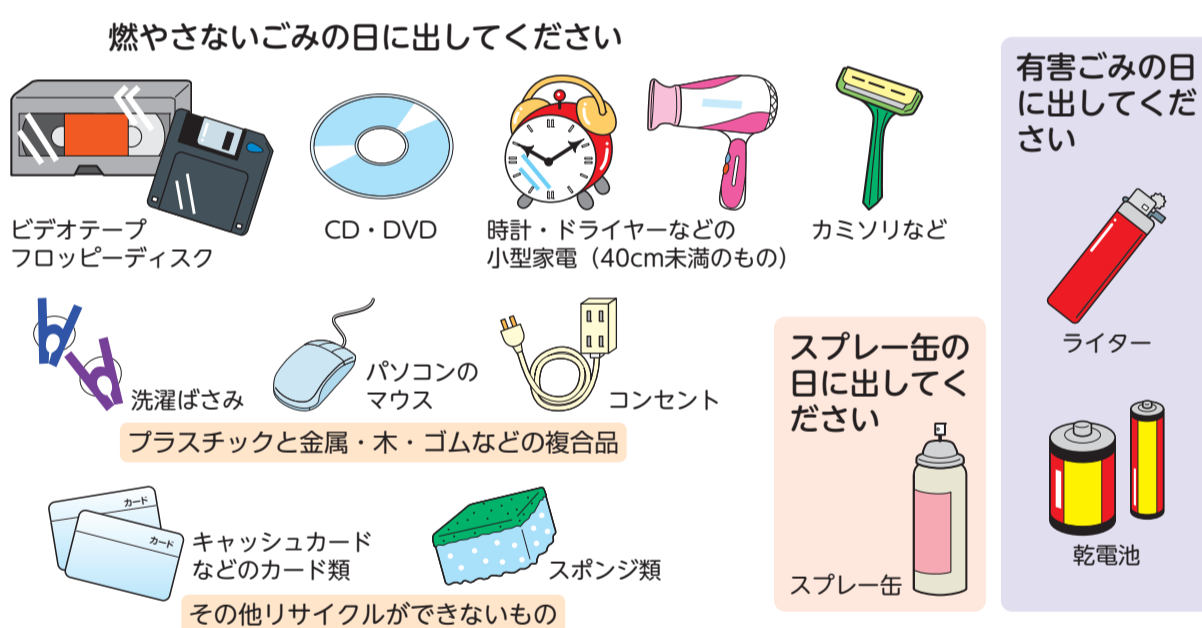 燃やさないごみの日に出してください
ビデオテープ
フロッピーディスク
CD・DVD
時計・ドライヤーなどの
小型家電（40cm未満のもの）
カミソリなど
洗濯ばさみ
パソコンの
マウス
コンセント
プラスチックと金属・木・ゴムなどの複合品
カード
カード
キャッシュカード
などのカード類
スポンジ類
その他リサイクルができないもの
スプレー缶の
日に出してく
ださい
スプレー缶
有害ごみの日
に出してくだ
さい
ライター
乾電池